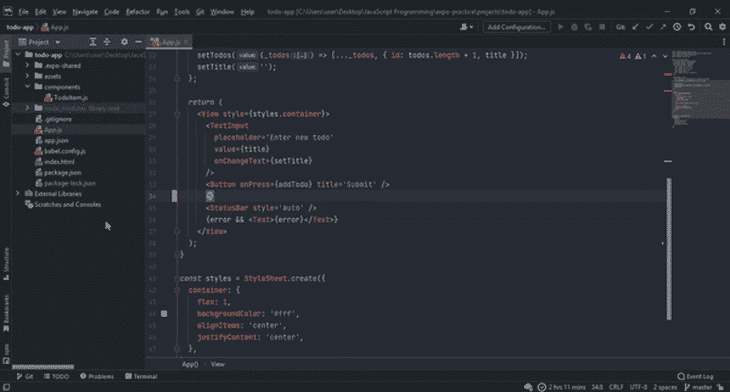 File Edit View Navigate Code Refactor Run Tools Git Window Help todo-app [C:\Users\user\Desktop\JavaScript Programming\expo-practice\projects\todo-app] - App.js
todo-app App.js
Add Configuration...
Git:
Project
App.js
todo-app C:\Users\user\Desktop\JavaS
.expo-shared
assets
components
TodoItem.js
node_modules library root
.gitignore
App.js
app.json
babel.config.js
index.html
package.json
package-lock.json
External Libraries
Scratches and Consoles
Project
Commit
Structure
Bookmarks
npm
4 1
setTodos( value: (_todos :[…] ) => [..._todos, { id: todos.length + 1, title }]);
setTitle( value: '');
};
return (
<View style={styles.container}>
<TextInput
placeholder='Enter new todo'
value={title}
onChangeText={setTitle}
/>
<Button onPress={addTodo} title='Submit' />
34
<StatusBar style='auto' />
{error && <Text>{error}</Text>}
</View>
);
}
const styles = StyleSheet.create({
container: {
flex: 1,
backgroundColor: '#fff',
alignItems: 'center',
justifyContent: 'center',
},
App() View
Git TODO Problems Terminal
Event Log
2 hrs 11 mins 34:8 CRLF UTF-8 2 spaces master